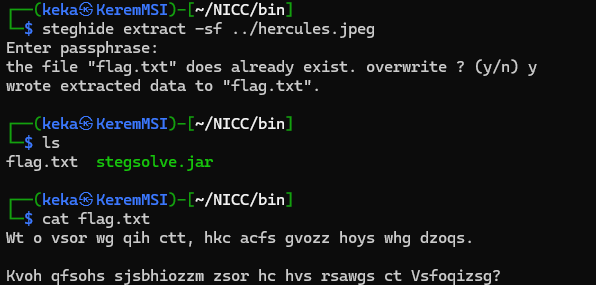 ┌──(keka㉿KeremMSI)-[~/NICC/bin]
└─$ steghide extract -sf ../hercules.jpeg
Enter passphrase:
the file "flag.txt" does already exist. overwrite ? (y/n) y
wrote extracted data to "flag.txt".
┌──(keka㉿KeremMSI)-[~/NICC/bin]
└─$ ls
flag.txt  stegsolve.jar
┌──(keka㉿KeremMSI)-[~/NICC/bin]
└─$ cat flag.txt
Wt o vsor wg qih ctt, hkc acfs gvozz hoys whg dzoqs.
Kvoh qfsohs sjsbhiozzm zsor hc hvs rsawgs ct Vsfoqizsg?